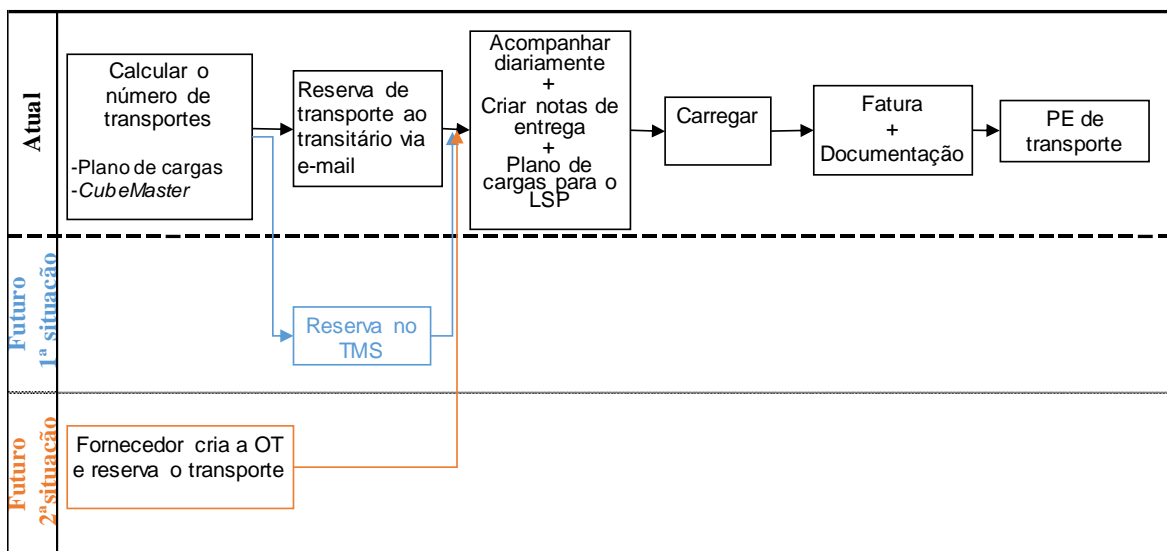 Atual
Calcular o
número de
transportes
-Plano de cargas
-CubeMaster
Reserva de
transporte ao
transitário via
e-mail
Acompanhar
diariamente
+
Criar notas de
entrega
+
Plano de
cargas para o
LSP
Carregar
Fatura
+
Documentação
PE de
transporte
Futuro
1ª situação
Reserva no
TMS
Futuro
2ªsituação
Fornecedor cria a OT
e reserva o transporte